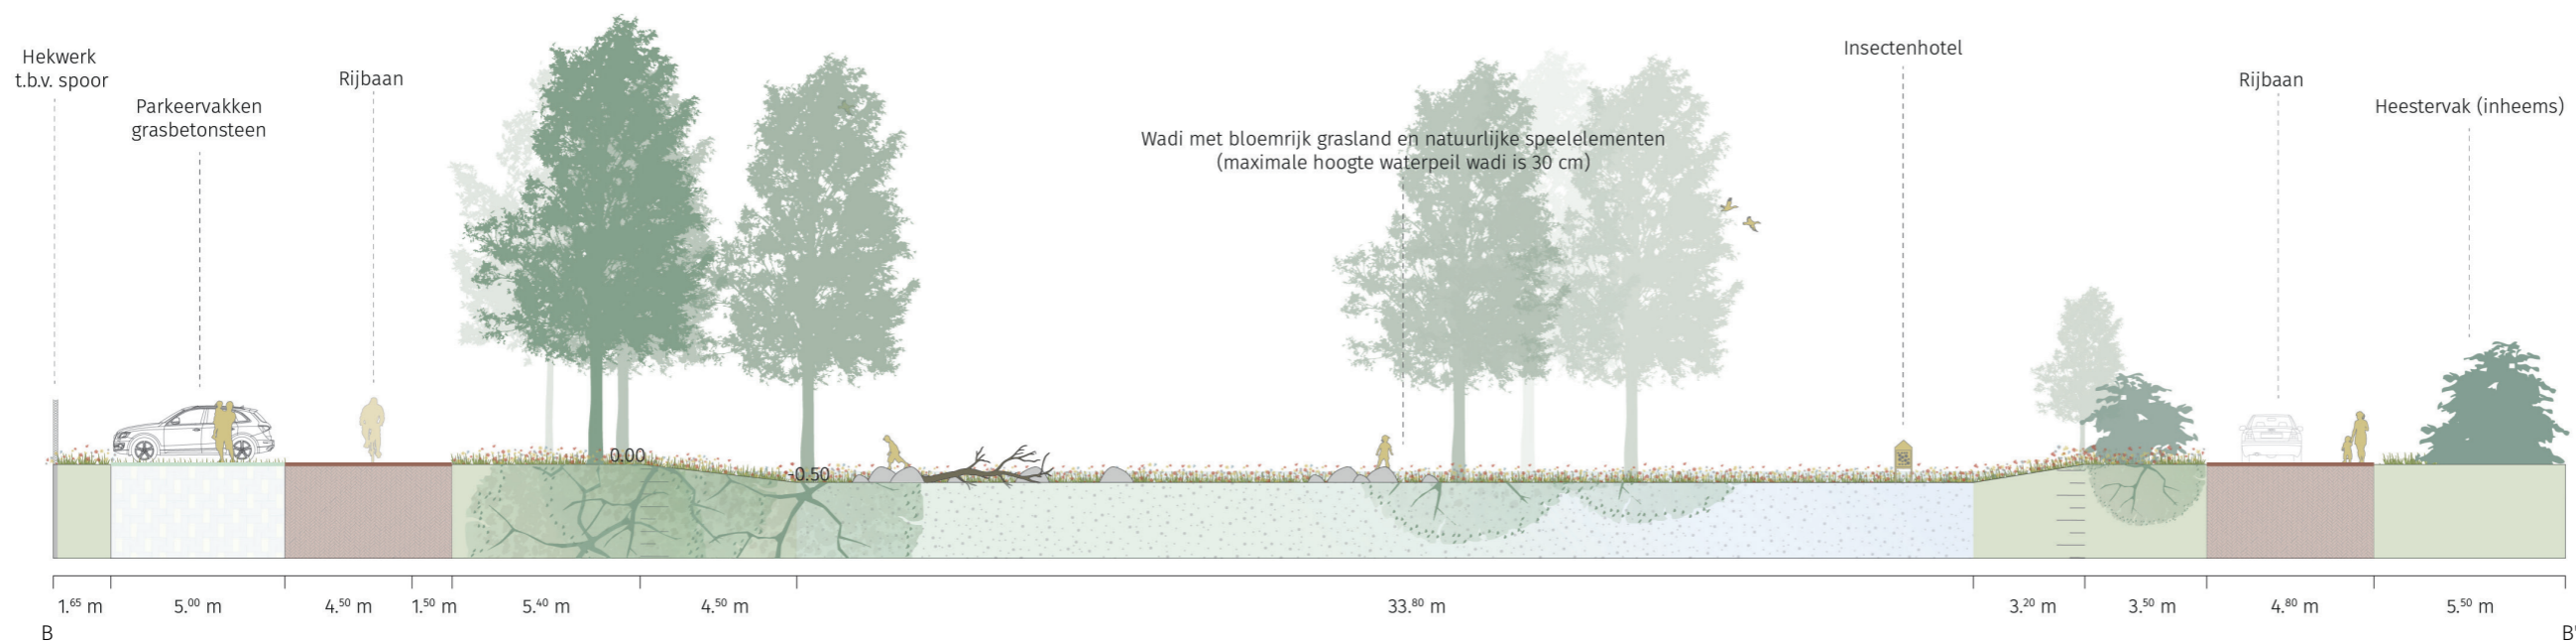 Hekwerk
t.b.v. spoor
Parkeervakken
grasbetonsteen
Rijbaan
Wadi met bloemrijk grasland en natuurlijke speelelementen
(maximale hoogte waterpeil wadi is 30 cm)
Insectenhotel
Rijbaan
Heestervak (inheems)
0.00
-0.50
1.65 m
5.00 m
4.50 m
1.50 m
5.40 m
4.50 m
33.80 m
3.20 m
3.50 m
4.80 m
5.50 m
B
B'